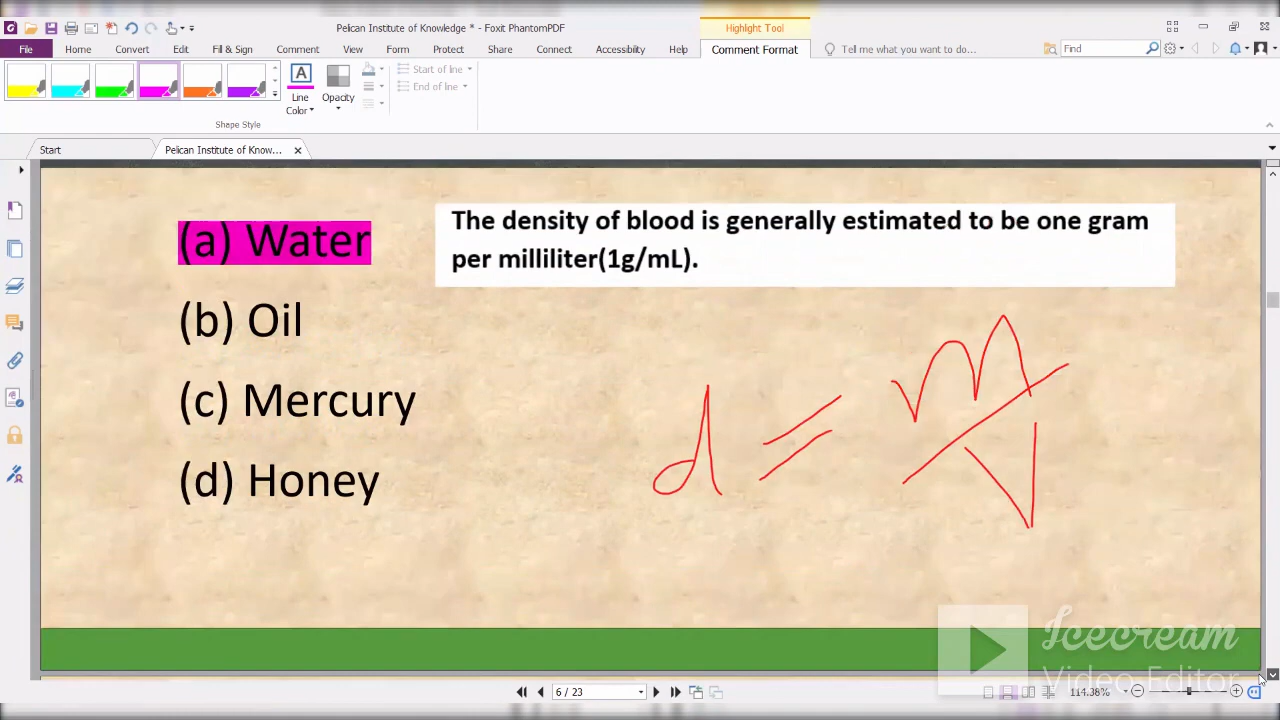 Pelican Institute of Knowledge * - Foxit PhantomPDF
Highlight Tool
File Home Convert Edit Fill & Sign Comment View Form Protect Share Connect Accessibility Help Comment Format Tell me what you want to do... Find
Line Color
Opacity
Start of line
End of line
Shape Style
Start Pelican Institute of Know...
(a) Water
The density of blood is generally estimated to be one gram
per milliliter(1g/mL).
(b) Oil
(c) Mercury
(d) Honey
d = m/V
Icecream
Video Editor
6 / 23
114.38%